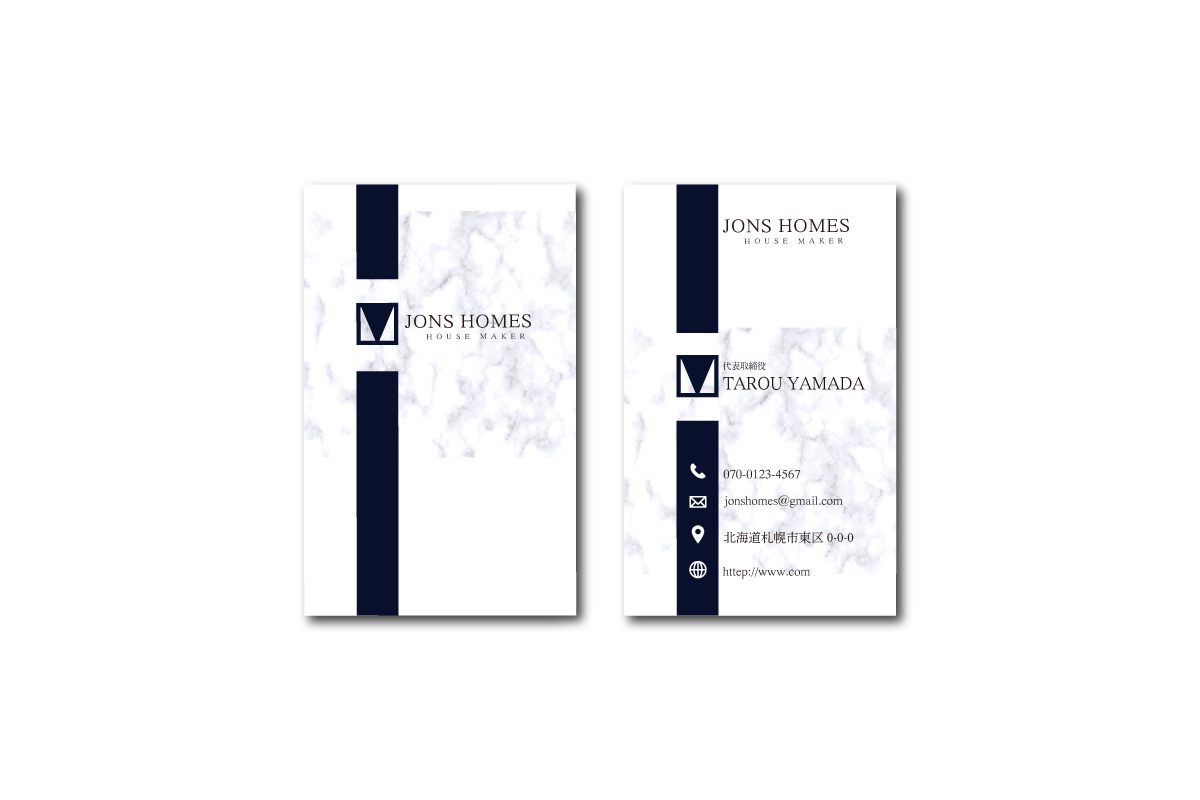 JONS HOMES
HOUSE MAKER
JONS HOMES
HOUSE MAKER
代表取締役
TAROU YAMADA
070-0123-4567
jonshomes@gmail.com
北海道札幌市東区 0-0-0
httep://www.com